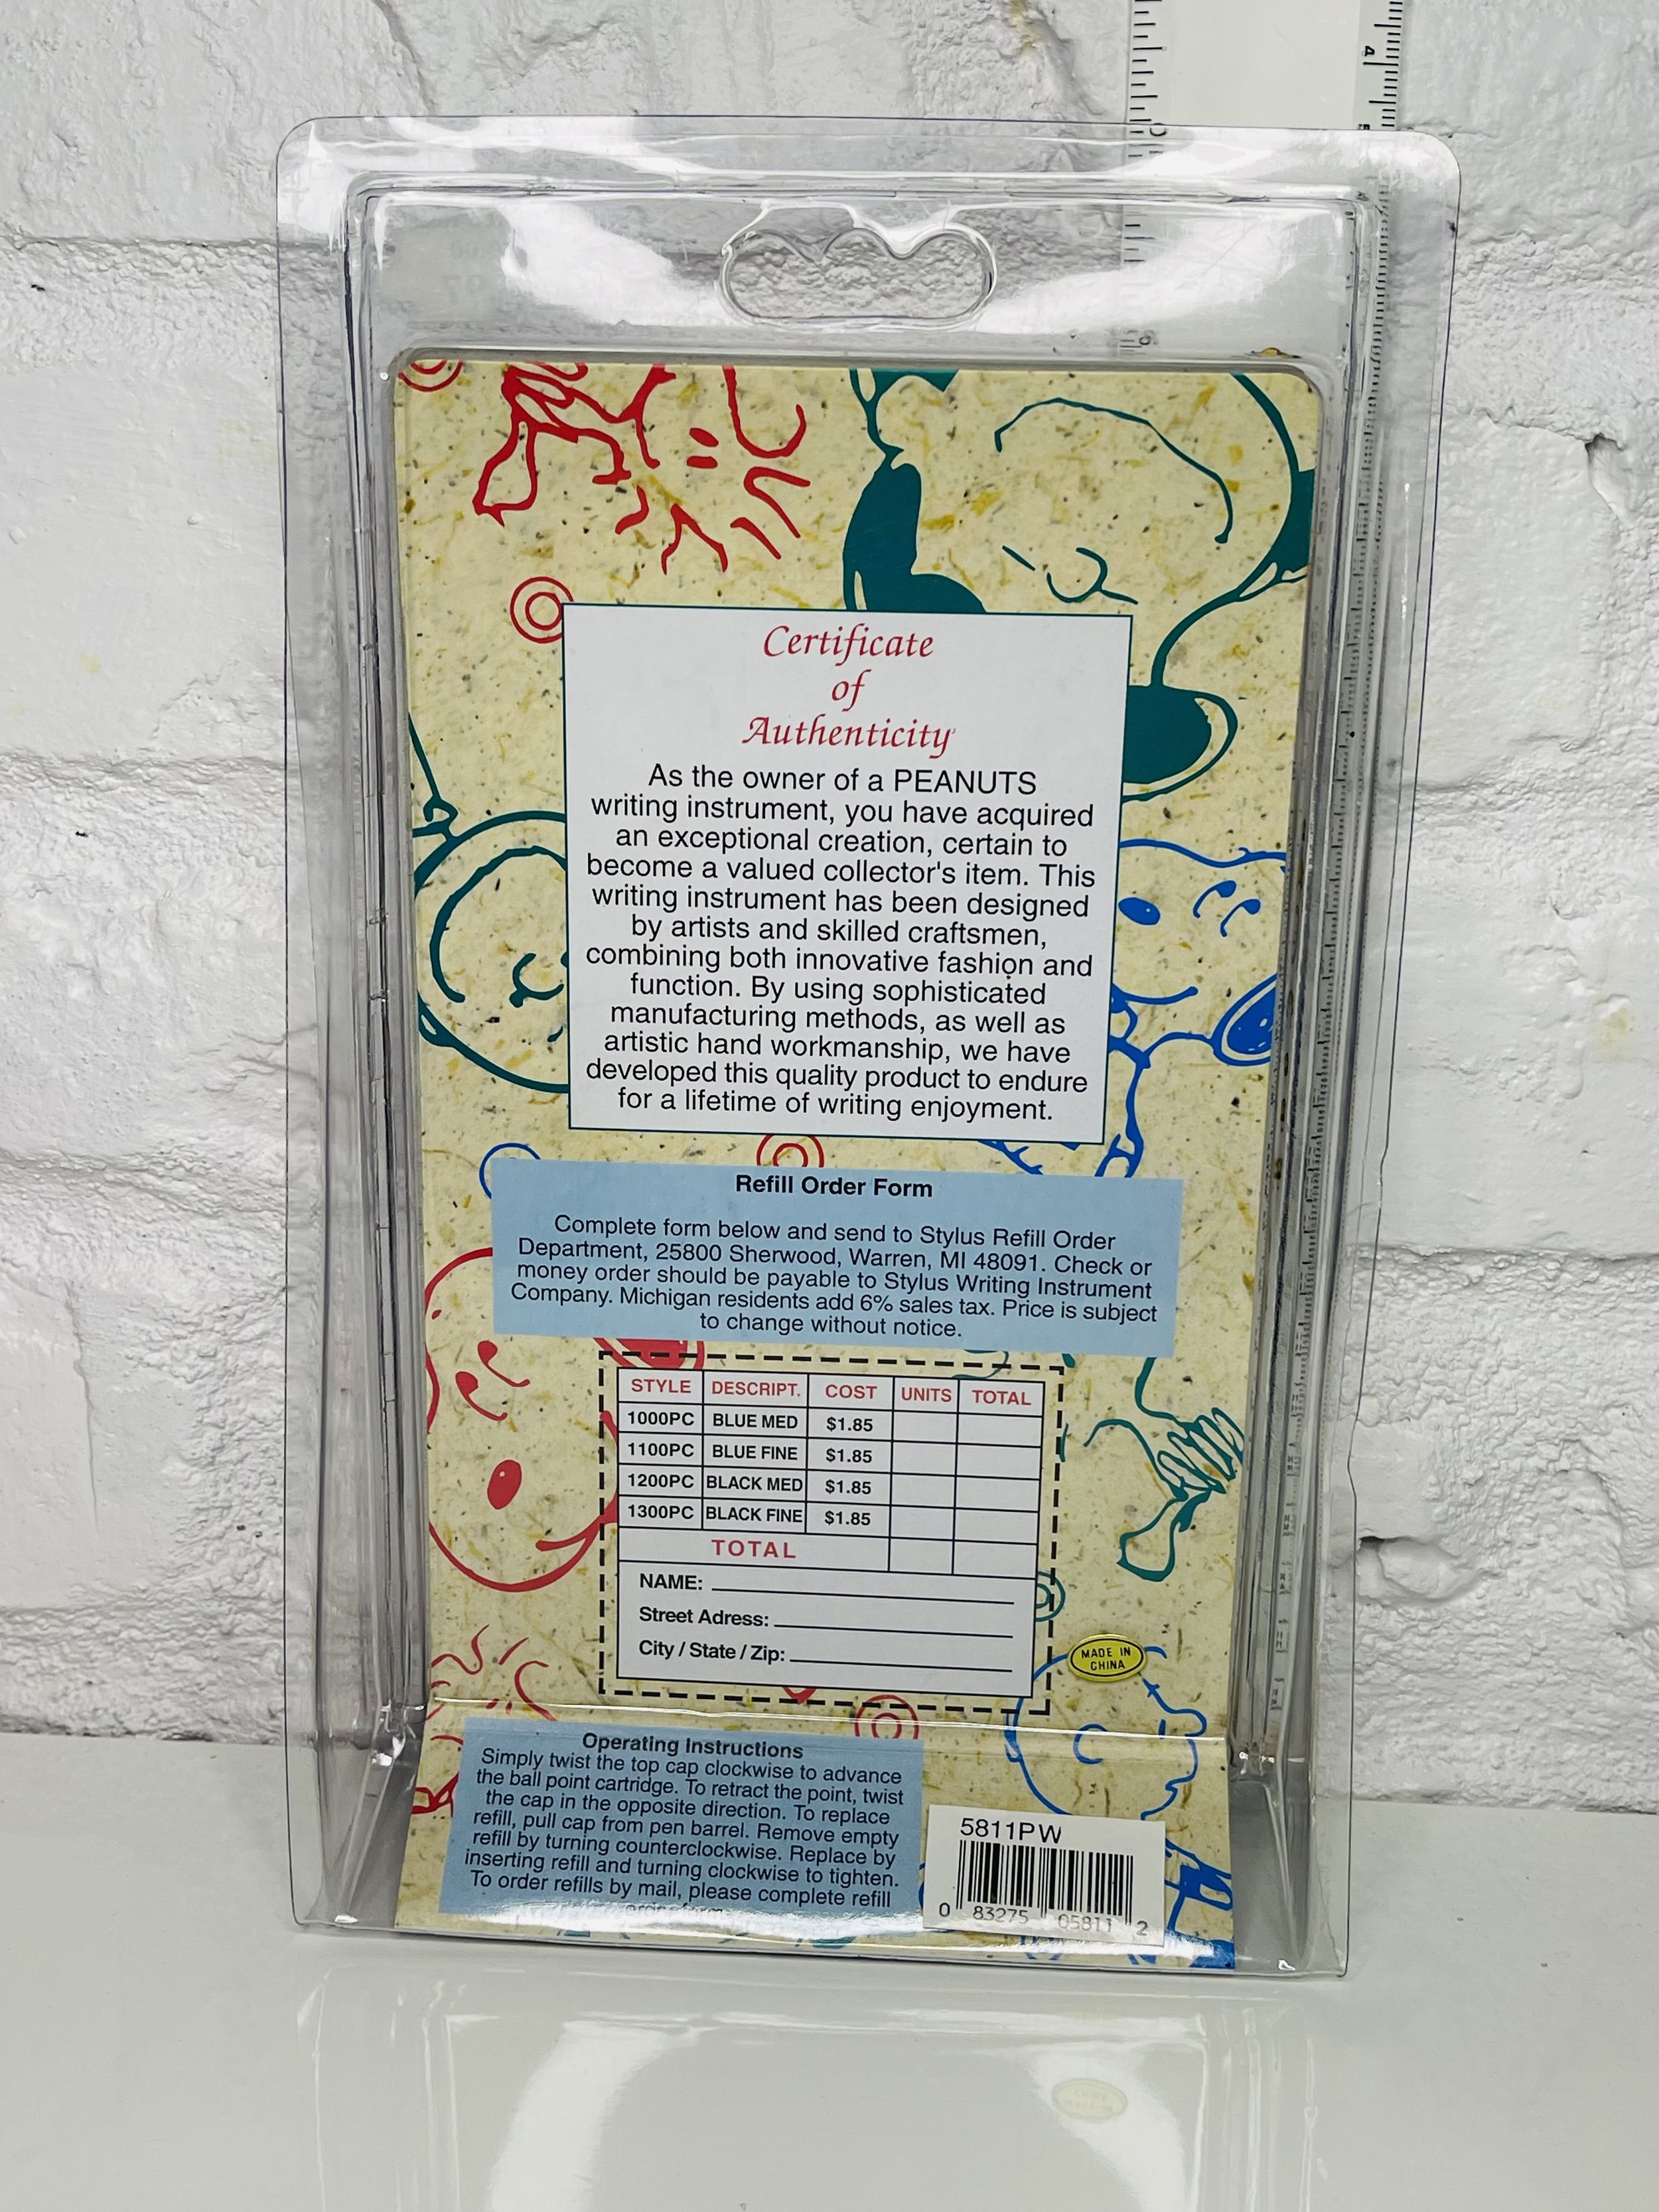 Certificate
of
Authenticity
As the owner of a PEANUTS
writing instrument, you have acquired
an exceptional creation, certain to
become a valued collector's item. This
writing instrument has been designed
by artists and skilled craftsmen,
combining both innovative fashion and
function. By using sophisticated
manufacturing methods, as well as
artistic hand workmanship, we have
developed this quality product to endure
for a lifetime of writing enjoyment.
Refill Order Form
Complete form below and send to Stylus Refill Order
Department, 25800 Sherwood, Warren, MI 48091. Check or
money order should be payable to Stylus Writing Instrument
Company. Michigan residents add 6% sales tax. Price is subject
to change without notice.
STYLE DESCRIPT. COST UNITS TOTAL
1000PC BLUE MED $1.85
1100PC BLUE FINE $1.85
1200PC BLACK MED $1.85
1300PC BLACK FINE $1.85
TOTAL
NAME:
Street Adress:
City / State / Zip:
MADE IN
CHINA
Operating Instructions
Simply twist the top cap clockwise to advance
the ball point cartridge. To retract the point, twist
the cap in the opposite direction. To replace
refill, pull cap from pen barrel. Remove empty
refill by turning counterclockwise. Replace by
inserting refill and turning clockwise to tighten.
To order refills by mail, please complete refill
5811PW
0 83275 05811 2
4